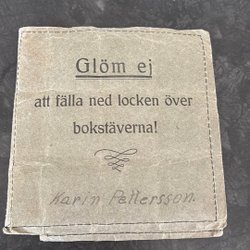 Glöm ej
att fälla ned locken över
bokstäverna!
Karin Pettersson.